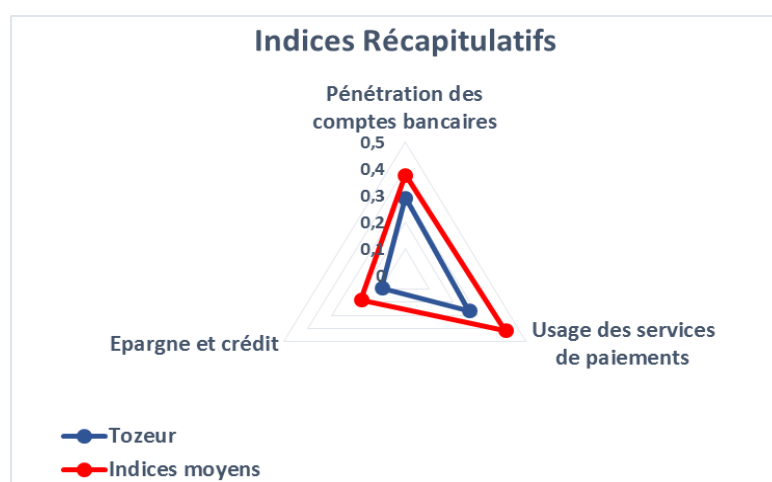 Indices Récapitulatifs
Pénétration des
comptes bancaires
0,5
0,4
0,3
0,2
0,1
0
Usage des services
de paiements
Epargne et crédit
Tozeur
Indices moyens